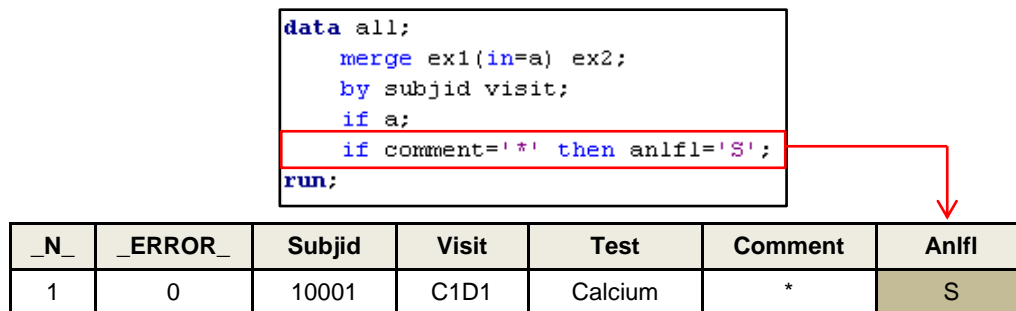 data all;
merge ex1(in=a) ex2;
by subjid visit;
if a;
if comment='*' then anlfl='S';
run;
_N_ _ERROR_ Subjid Visit Test Comment Anlfl
1 0 10001 C1D1 Calcium * S